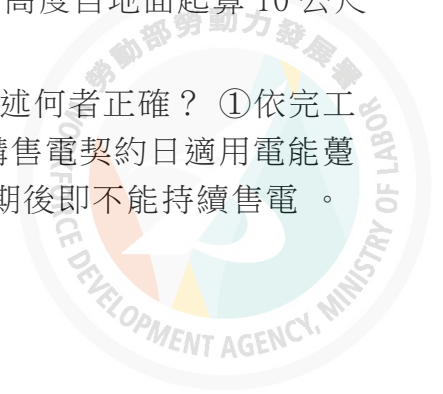 高度自地面起算 10 公尺
述何者正確？ ①依完工
售電契約日適用電能躉
期後即不能持續售電 。
勞動部勞動力發展署
DEVELOPMENT AGENCY, MINISTRY OF LABOR